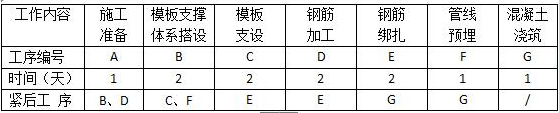 工作内容 施工准备 模板支撑体系搭设 模板支设 钢筋加工 钢筋绑扎 管线预埋 混凝土浇筑
工序编号 A B C D E F G
时间（天） 1 2 2 2 2 1 1
紧后工 序 B、D C、F E E G G /